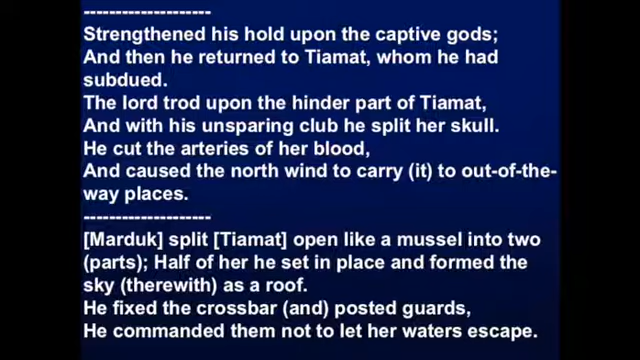 --------------------
Strengthened his hold upon the captive gods;
And then he returned to Tiamat, whom he had
subdued.
The lord trod upon the hinder part of Tiamat,
And with his unsparing club he split her skull.
He cut the arteries of her blood,
And caused the north wind to carry (it) to out-of-the-
way places.
--------------------
[Marduk] split [Tiamat] open like a mussel into two
(parts); Half of her he set in place and formed the
sky (therewith) as a roof.
He fixed the crossbar (and) posted guards,
He commanded them not to let her waters escape.